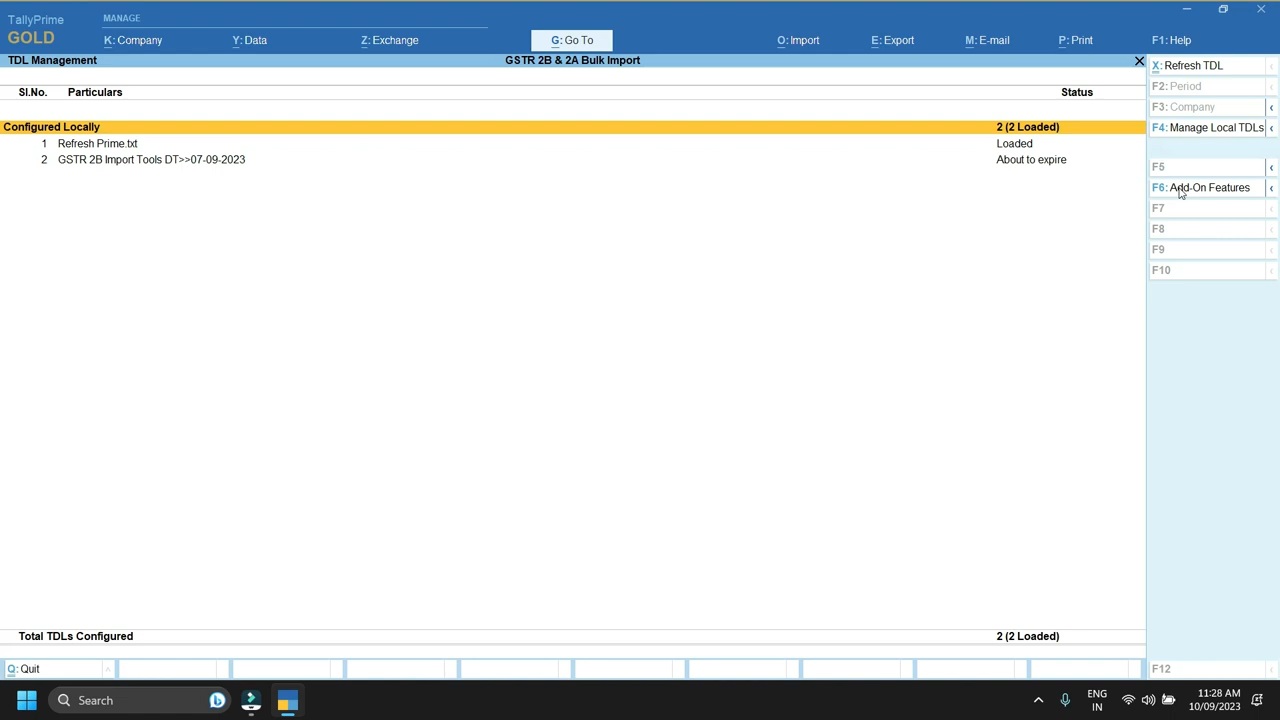 TallyPrime
GOLD
MANAGE
K: Company
Y: Data
Z: Exchange
G: Go To
O: Import
E: Export
M: E-mail
P: Print
F1: Help
TDL Management
GSTR 2B & 2A Bulk Import
Sl.No. Particulars Status
Configured Locally 2 (2 Loaded)
1 Refresh Prime.txt Loaded
2 GSTR 2B Import Tools DT>>07-09-2023 About to expire
Total TDLs Configured 2 (2 Loaded)
X: Refresh TDL
F2: Period
F3: Company
F4: Manage Local TDLs
F5
F6: Add-On Features
F7
F8
F9
F10
F12
Q: Quit
Search
ENG
IN
11:28 AM
10/09/2023